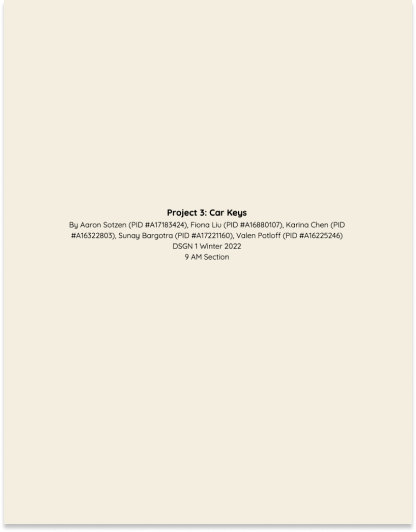 Project 3: Car Keys
By Aaron Sotzen (PID #A17183424), Fiona Liu (PID #A16880107), Karina Chen (PID
#A16322803), Sunay Bargotra (PID #A17221160), Valen Potloff (PID #A16225246)
DSGN 1 Winter 2022
9 AM Section